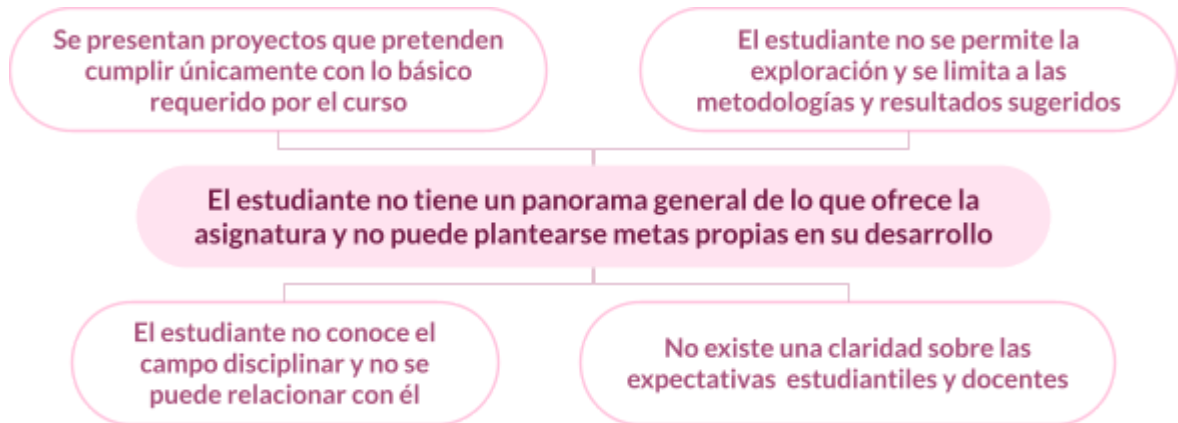 Se presentan proyectos que pretenden
cumplir únicamente con lo básico
requerido por el curso
El estudiante no se permite la
exploración y se limita a las
metodologías y resultados sugeridos
El estudiante no tiene un panorama general de lo que ofrece la
asignatura y no puede plantearse metas propias en su desarrollo
El estudiante no conoce el
campo disciplinar y no se
puede relacionar con él
No existe una claridad sobre las
expectativas estudiantiles y docentes